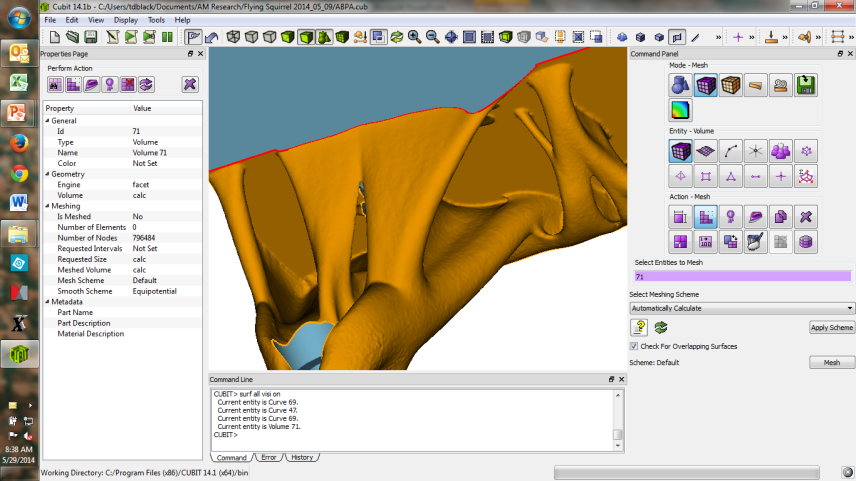 Cubit 14.1b - C:/Users/tdblack/Documents/AM Research/Flying Squirrel 2014_05_09/ABPA.cub
File Edit View Display Tools Help
Properties Page
Perform Action
Property Value
General
Id 71
Type Volume
Name Volume 71
Color Not Set
Geometry
Engine facet
Volume calc
Meshing
Is Meshed No
Number of Elements 0
Number of Nodes 796484
Requested Intervals Not Set
Requested Size calc
Meshed Volume calc
Mesh Scheme Default
Smooth Scheme Equipotential
Metadata
Part Name
Part Description
Material Description
Command Panel
Mode - Mesh
Entity - Volume
Action - Mesh
Select Entities to Mesh
71
Select Meshing Scheme
Automatically Calculate
Apply Scheme
Check For Overlapping Surfaces
Scheme: Default
Mesh
Command Line
CUBIT> surf all visi on
Current entity is Curve 69.
Current entity is Curve 47.
Current entity is Curve 69.
Current entity is Volume 71.
CUBIT>
Command Error History
Working Directory: C:/Program Files (x86)/CUBIT 14.1 (x64)/bin
8:38 AM
5/29/2014